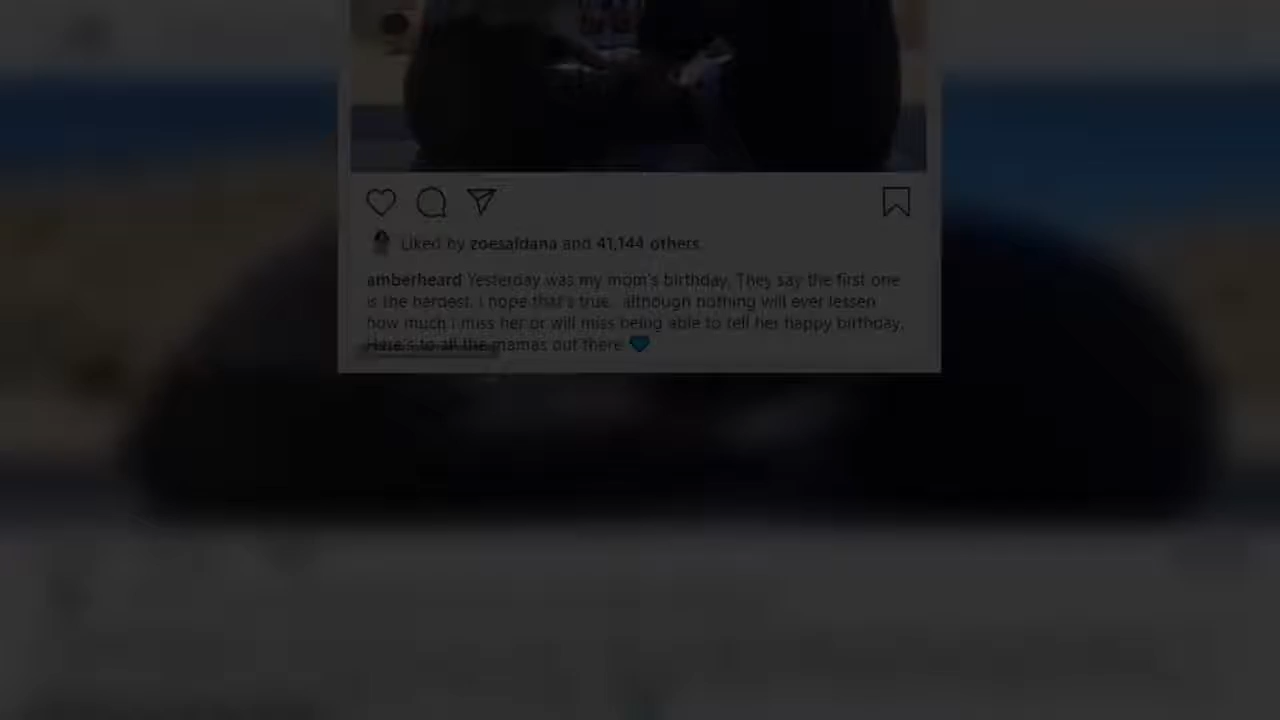 Liked by zoesaldana and 41,144 others
amberheard Yesterday was my mom's birthday. They say the first one
is the hardest. I hope that's true.. although nothing will ever lessen
how much i miss her or will miss being able to tell her happy birthday.
Here's to all the mamas out there 💙